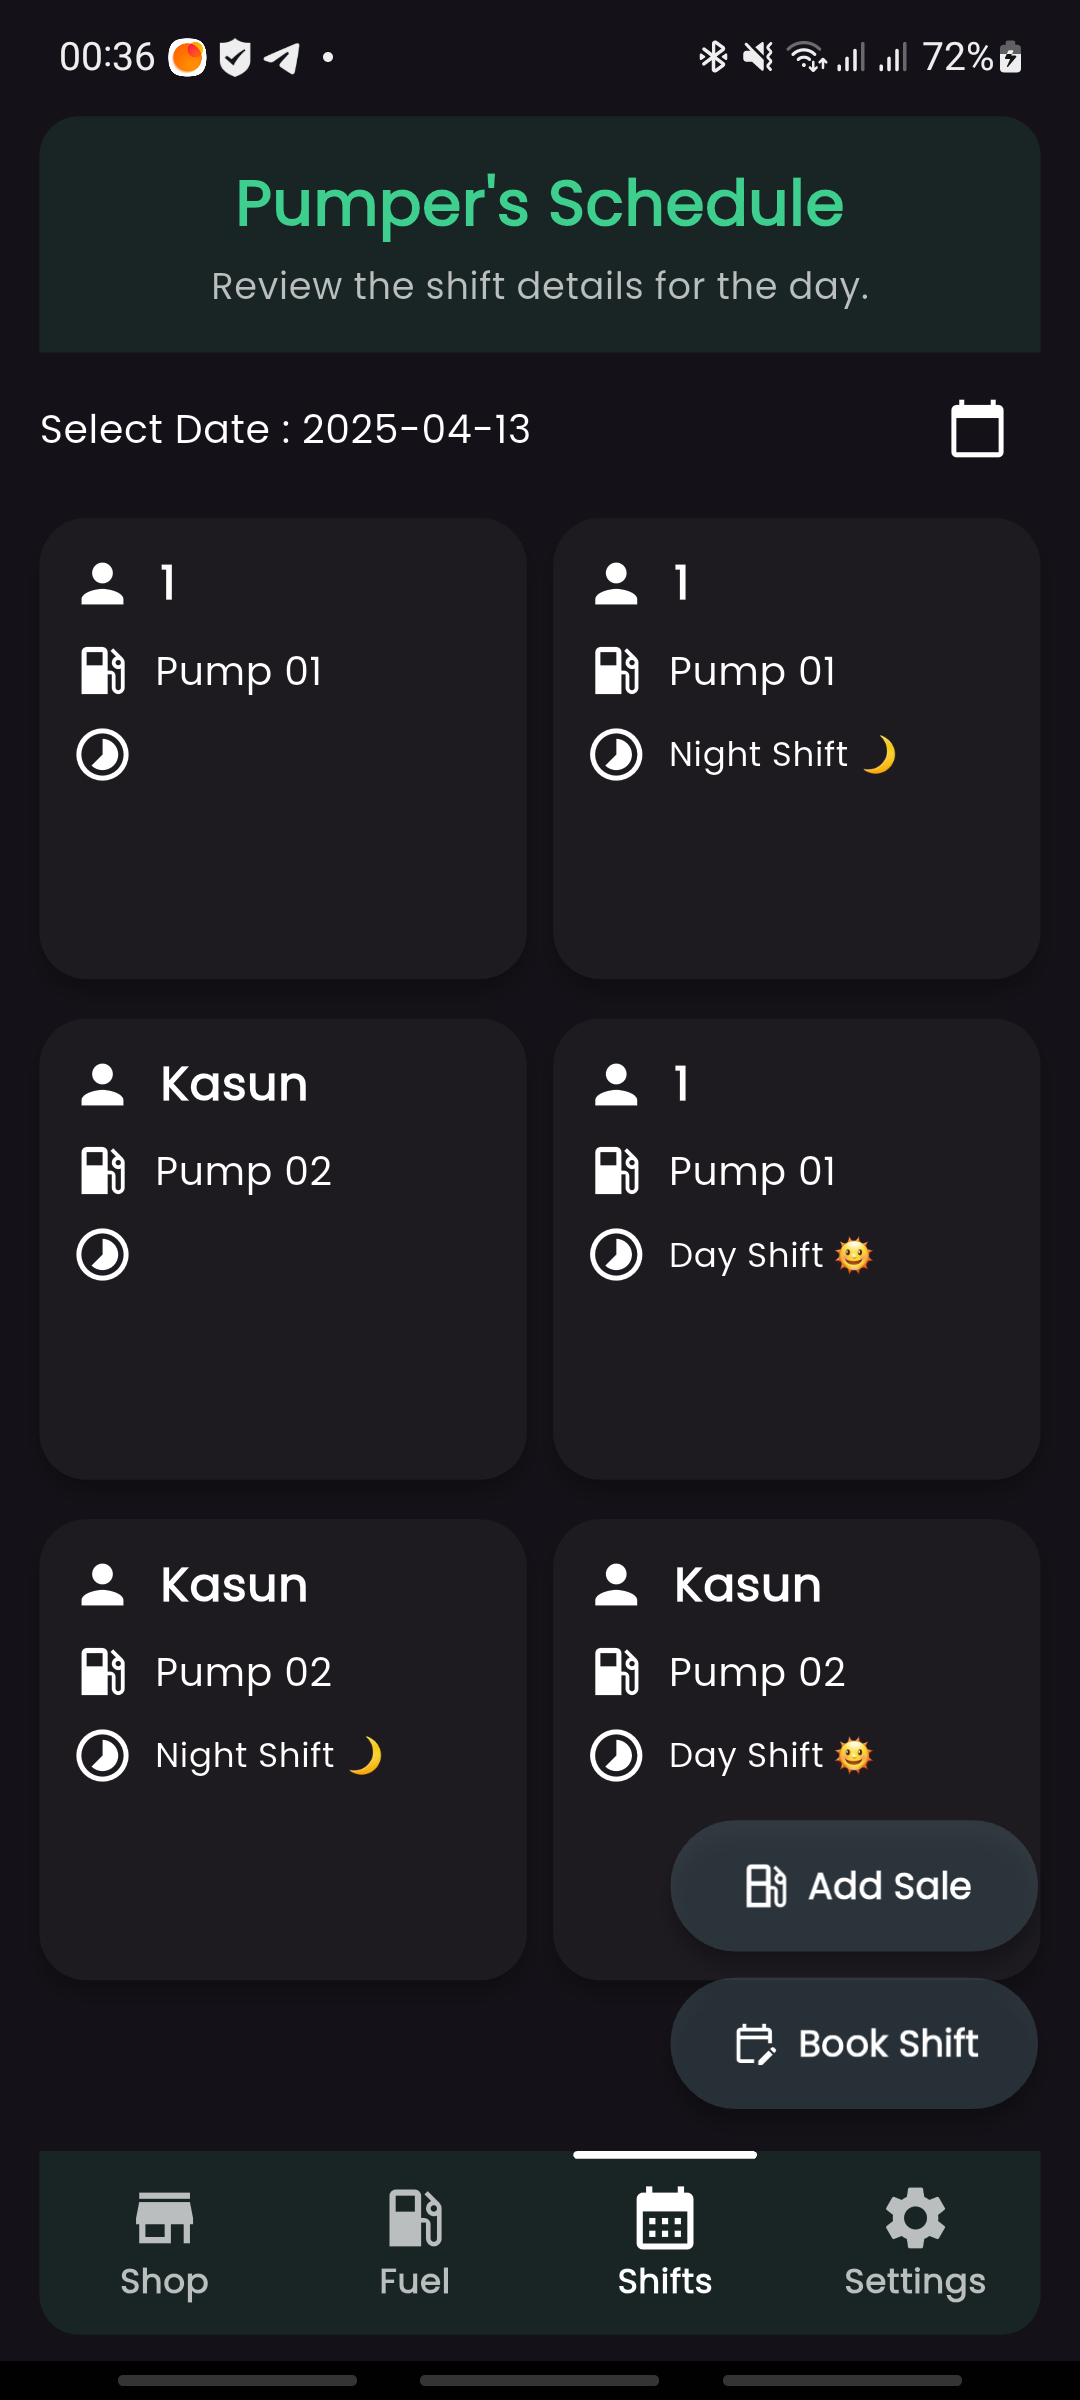 00:36
72%
Pumper's Schedule
Review the shift details for the day.
Select Date : 2025-04-13
1
Pump 01
1
Pump 01
Night Shift 🌙
Kasun
Pump 02
1
Pump 01
Day Shift 🌞
Kasun
Pump 02
Night Shift 🌙
Kasun
Pump 02
Day Shift 🌞
Add Sale
Book Shift
Shop
Fuel
Shifts
Settings